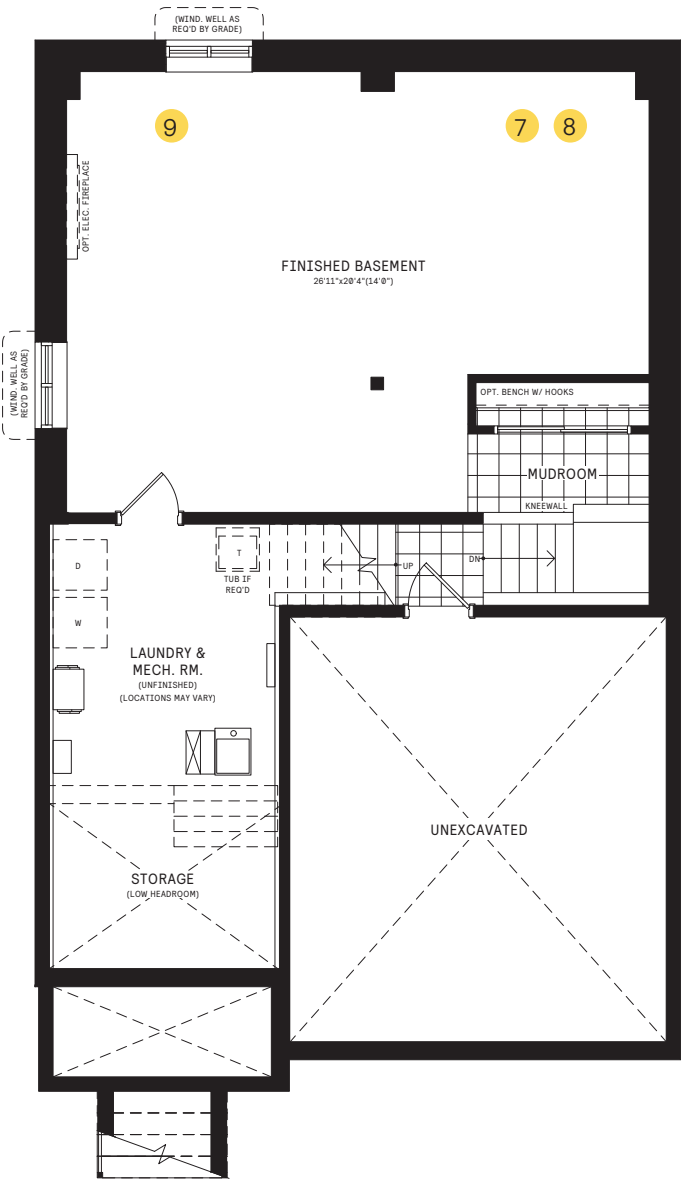 (WIND. WELL AS
REQ'D BY GRADE)
9
7
8
OPT. ELEC. FIREPLACE
FINISHED BASEMENT
26'11"x20'4"(14'0")
(WIND. WELL AS
REQ'D BY GRADE)
OPT. BENCH W/ HOOKS
MUDROOM
KNEEWALL
D
T
TUB IF
REQ'D
UP
DN
W
LAUNDRY &
MECH. RM.
(UNFINISHED)
(LOCATIONS MAY VARY)
UNEXCAVATED
STORAGE
(LOW HEADROOM)